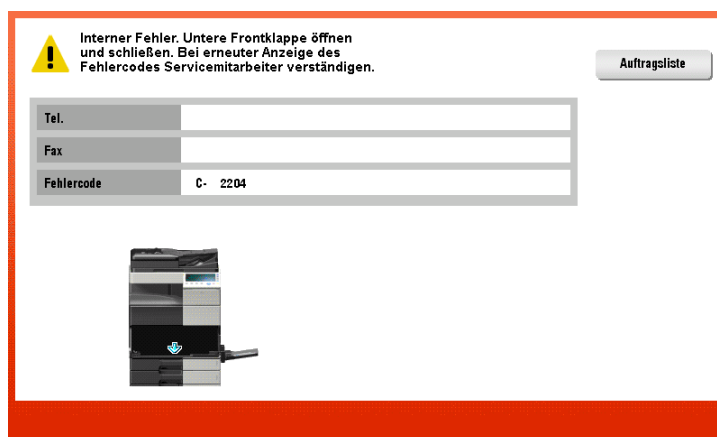 Interner Fehler. Untere Frontklappe öffnen
und schließen. Bei erneuter Anzeige des
Fehlercodes Servicemitarbeiter verständigen.
Auftragsliste
Tel.
Fax
Fehlercode C- 2204